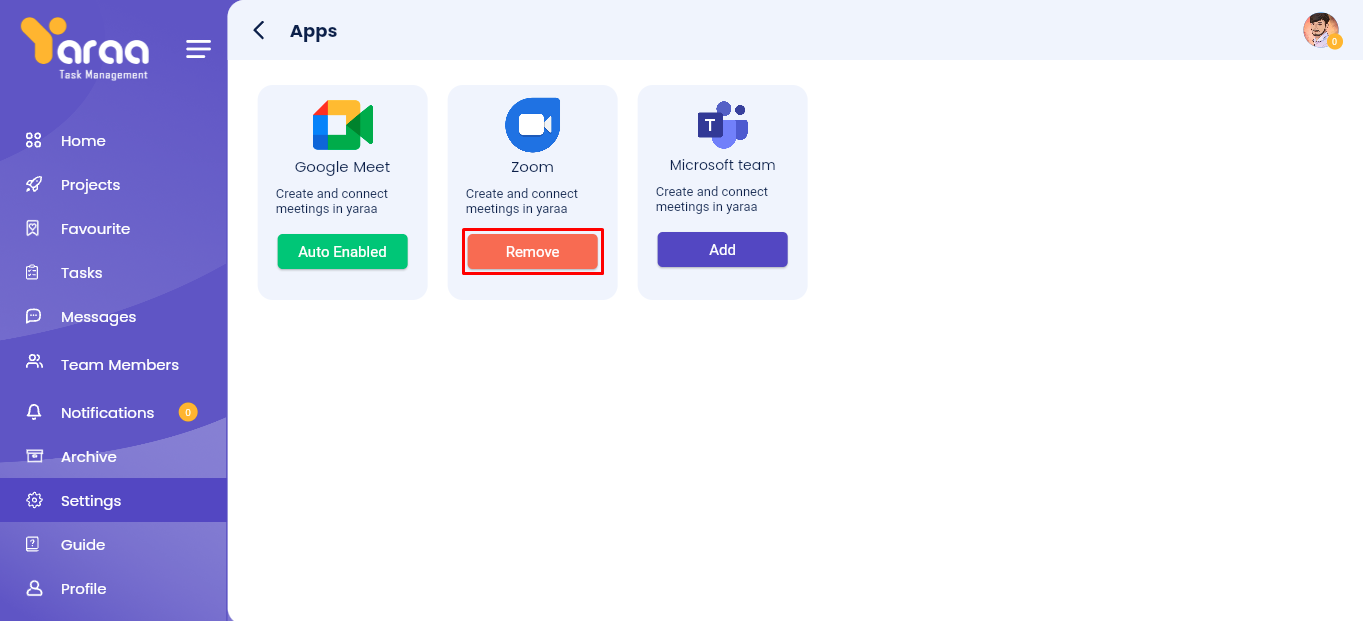 Yaraa
Task Management
Home
Projects
Favourite
Tasks
Messages
Team Members
Notifications 0
Archive
Settings
Guide
Profile
Apps
0
Google Meet
Create and connect
meetings in yaraa
Auto Enabled
Zoom
Create and connect
meetings in yaraa
Remove
T
Microsoft team
Create and connect
meetings in yaraa
Add